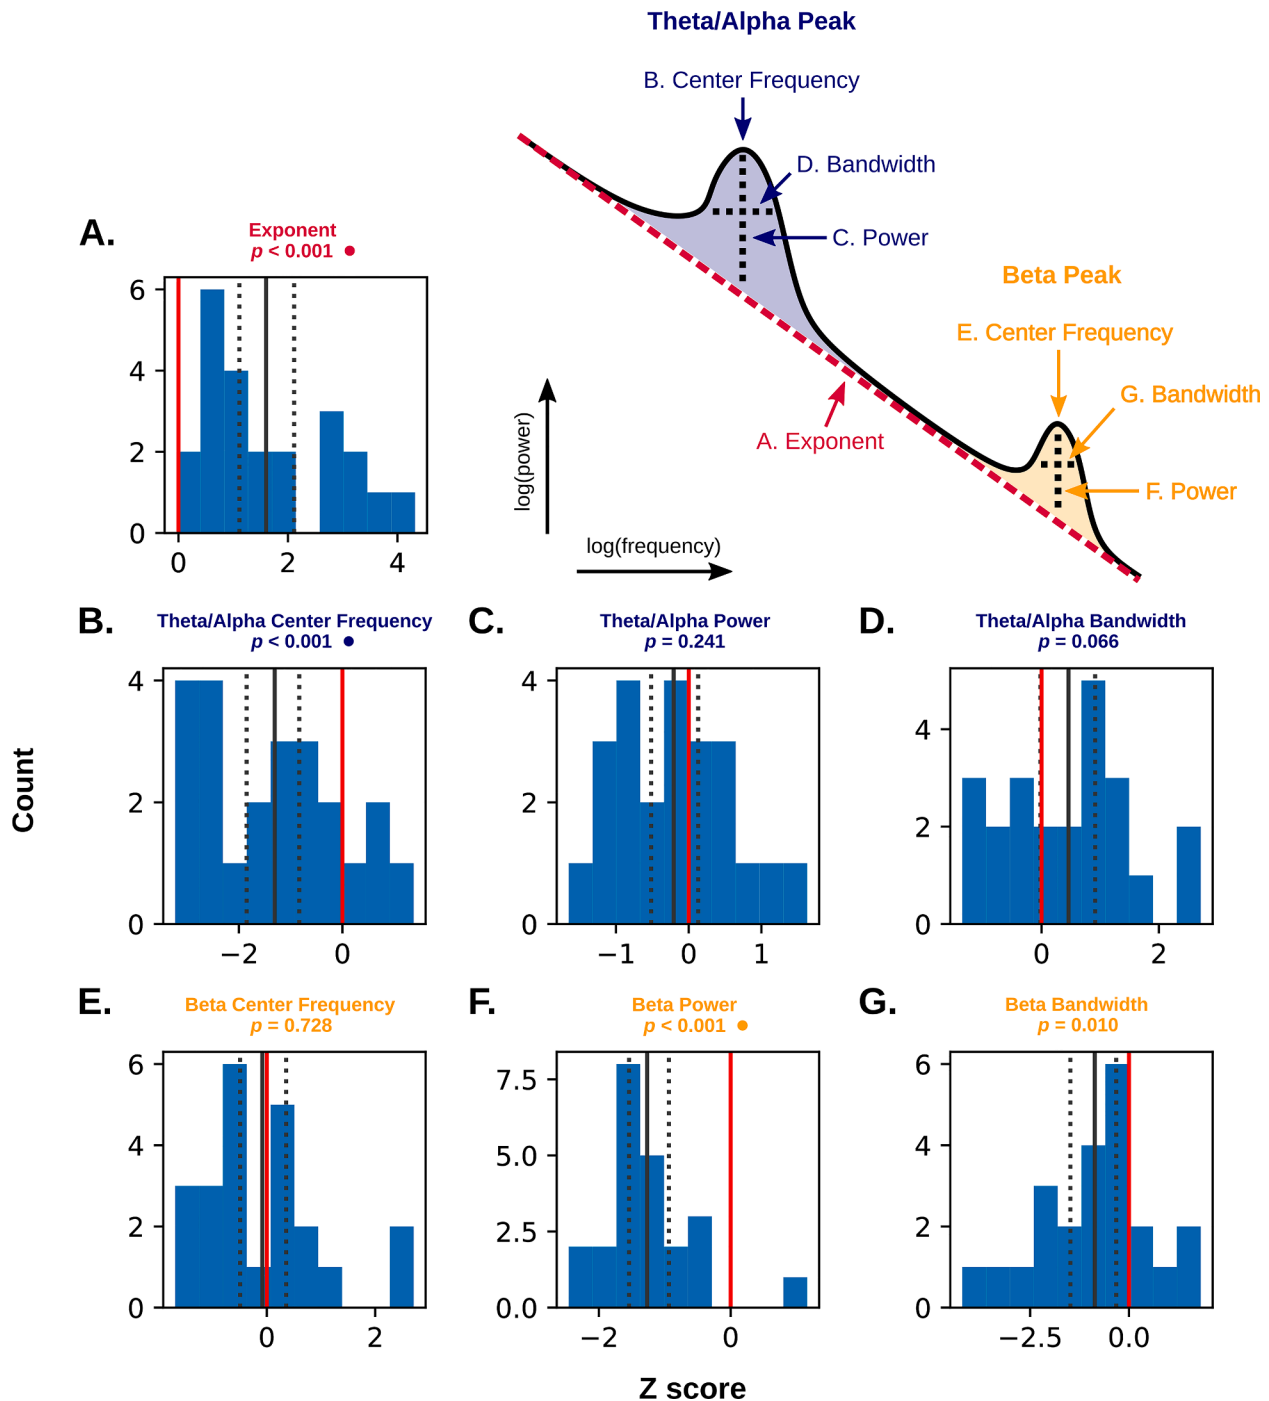 Theta/Alpha Peak
B. Center Frequency
D. Bandwidth
C. Power
Beta Peak
E. Center Frequency
G. Bandwidth
F. Power
A. Exponent
log(power)
log(frequency)
A.
Exponent
p < 0.001 ●
6
4
2
0
0 2 4
B.
Theta/Alpha Center Frequency
p < 0.001 ●
4
2
0
−2 0
C.
Theta/Alpha Power
p = 0.241
4
2
0
−1 0 1
D.
Theta/Alpha Bandwidth
p = 0.066
4
2
0
0 2
Count
E.
Beta Center Frequency
p = 0.728
6
4
2
0
0 2
F.
Beta Power
p < 0.001 ●
7.5
5.0
2.5
0.0
−2 0
G.
Beta Bandwidth
p = 0.010
6
4
2
0
−2.5 0.0
Z score